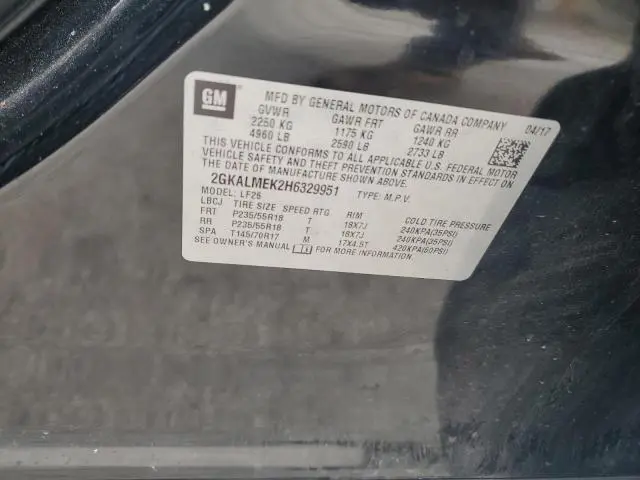 GM
MFD BY GENERAL MOTORS OF CANADA COMPANY 04/17
GVWR GAWR FRT GAWR RR
2250 KG 1175 KG 1240 KG
4960 LB 2590 LB 2733 LB
THIS VEHICLE CONFORMS TO ALL APPLICABLE U.S. FEDERAL MOTOR
VEHICLE SAFETY AND THEFT PREVENTION STANDARDS IN EFFECT ON
THE DATE OF MANUFACTURE SHOWN ABOVE.
2GKALMEK2H6329951 TYPE: M.P.V.
MODEL: LF26
LBCJ TIRE SIZE SPEED RTG RIM COLD TIRE PRESSURE
FRT P235/55R18 T 18X7J 240KPA(35PSI)
RR P235/55R18 T 18X7J 240KPA(35PSI)
SPA T145/70R17 M 17X4.5T 420KPA(60PSI)
SEE OWNER'S MANUAL FOR MORE INFORMATION.